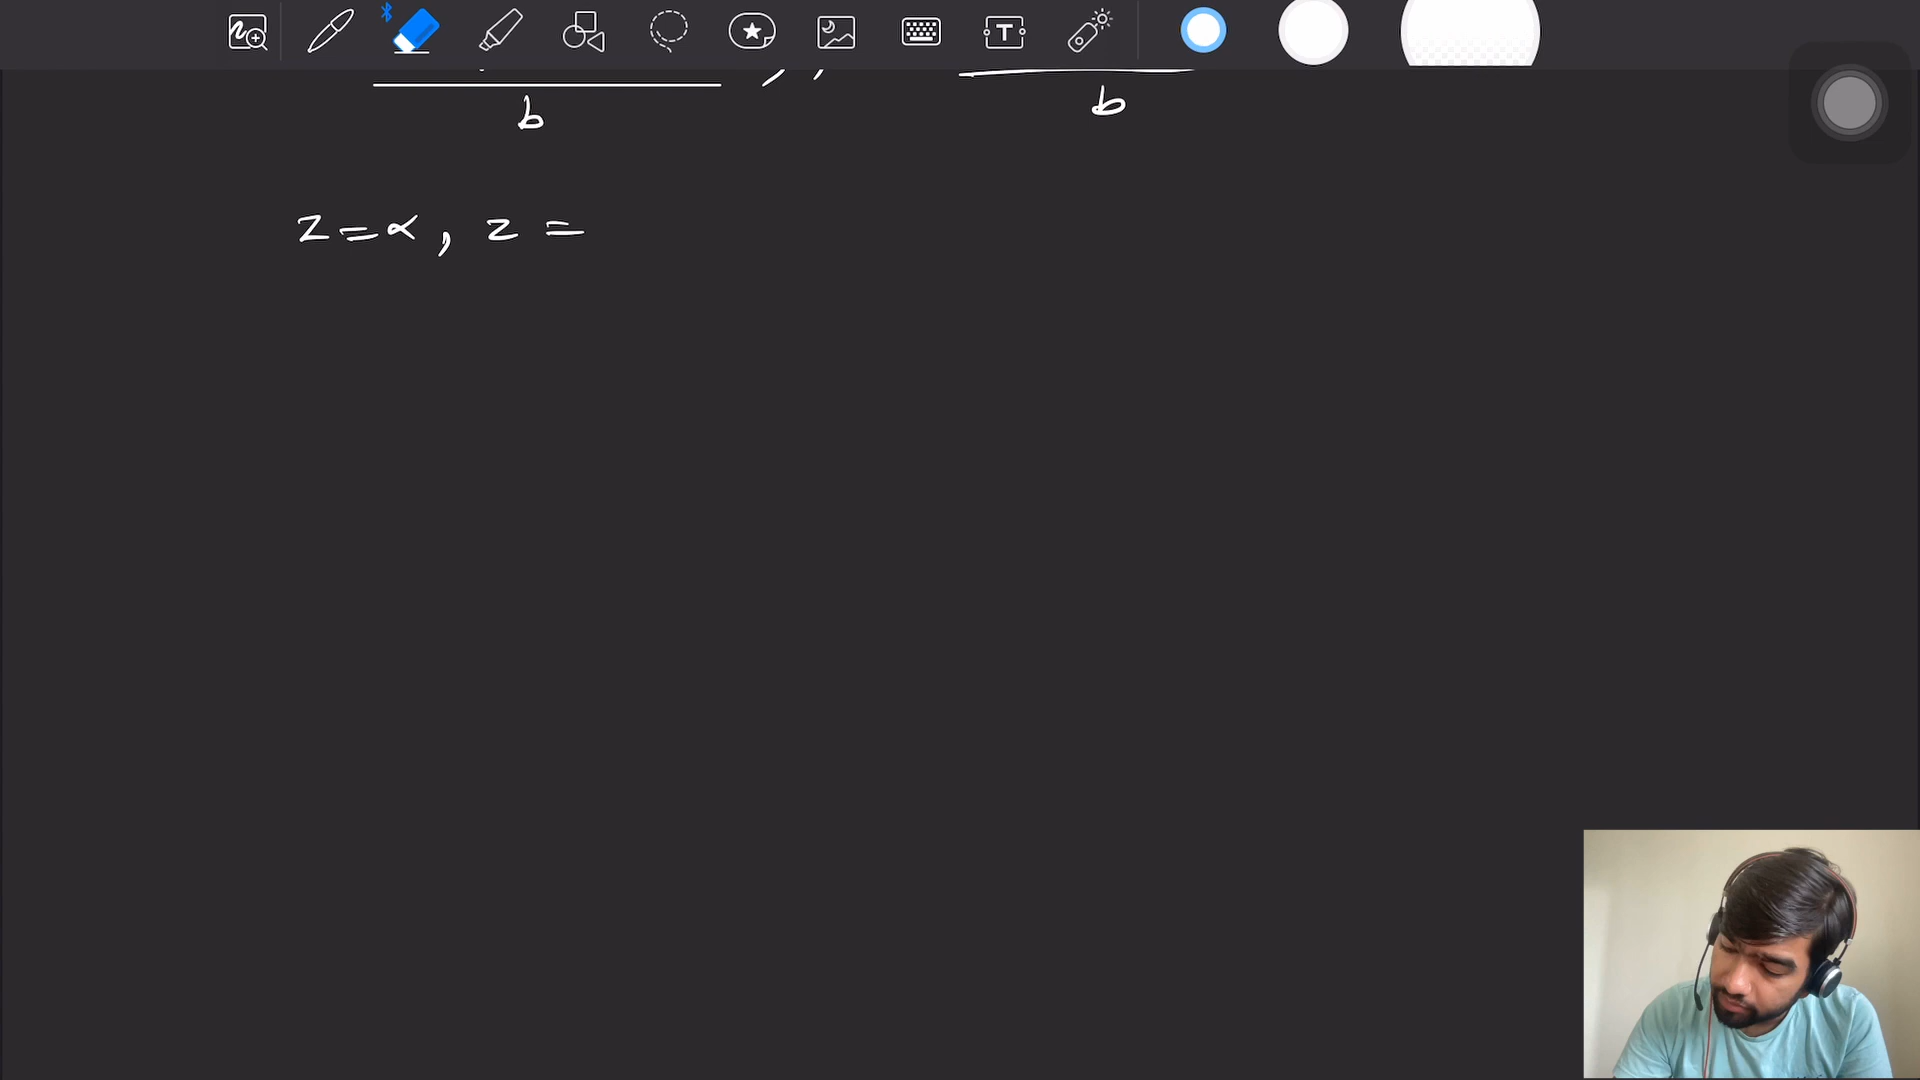 b b
z = α , z =